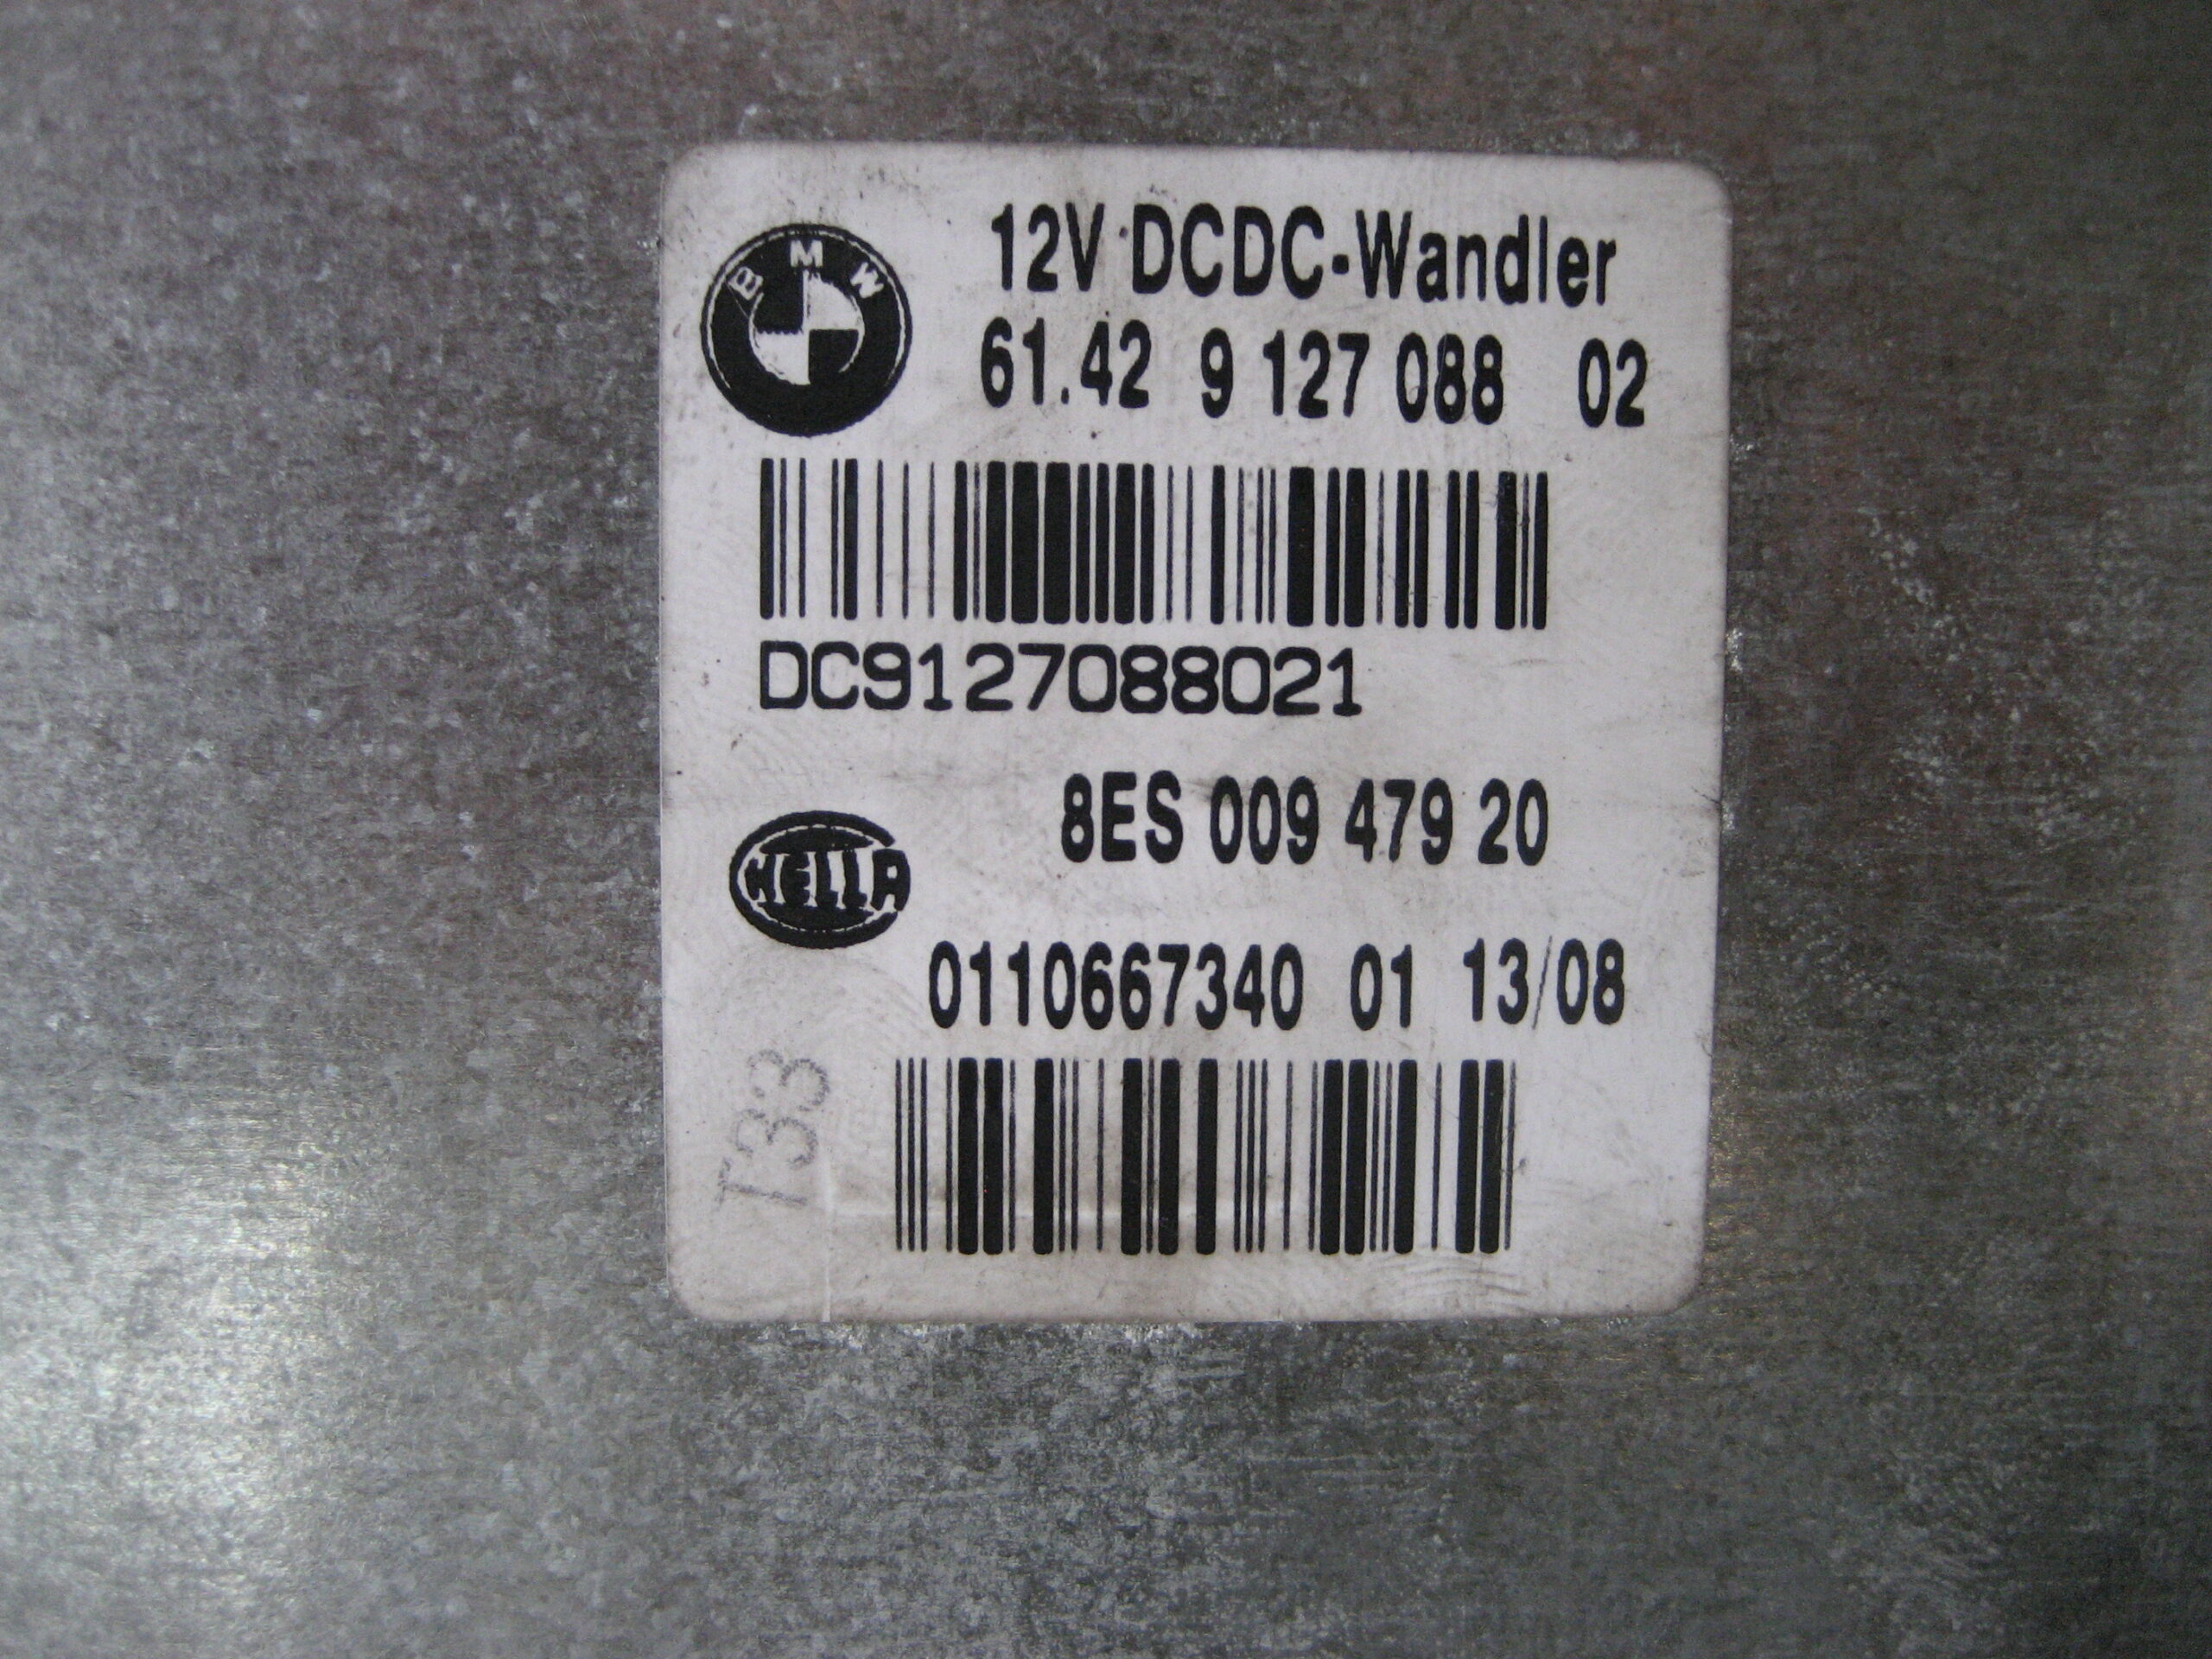 BMW
12V DCDC-Wandler
61.42 9 127 088 02
DC9127088021
8ES 009 479 20
HELLA
0110667340 01 13/08
T33